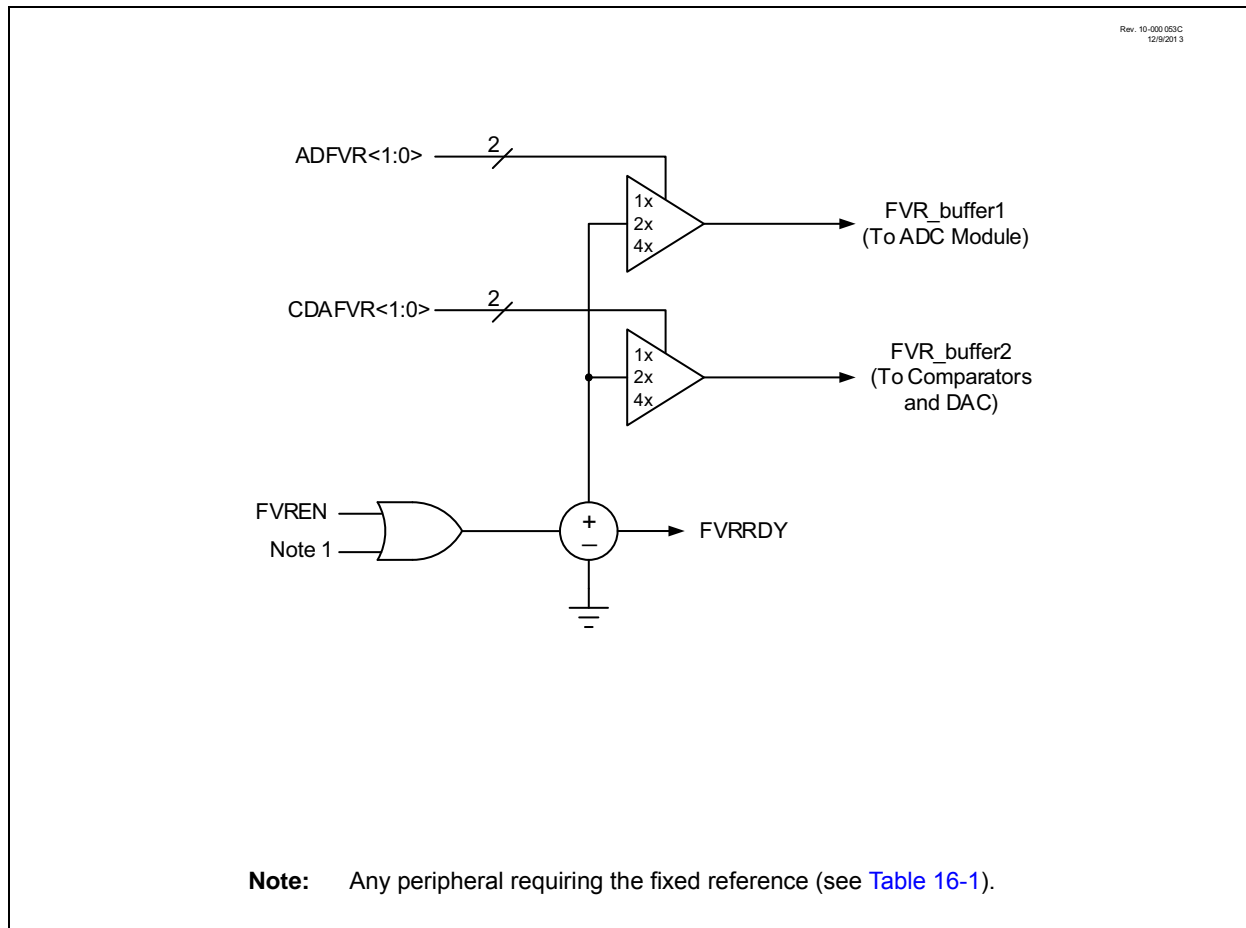 Rev. 10-000 053C
12/9/201 3
ADFVR<1:0>
2
1x
2x
4x
FVR_buffer1
(To ADC Module)
CDAFVR<1:0>
2
1x
2x
4x
FVR_buffer2
(To Comparators
and DAC)
FVREN
Note 1
+
–
FVRRDY
Note: Any peripheral requiring the fixed reference (see Table 16-1).